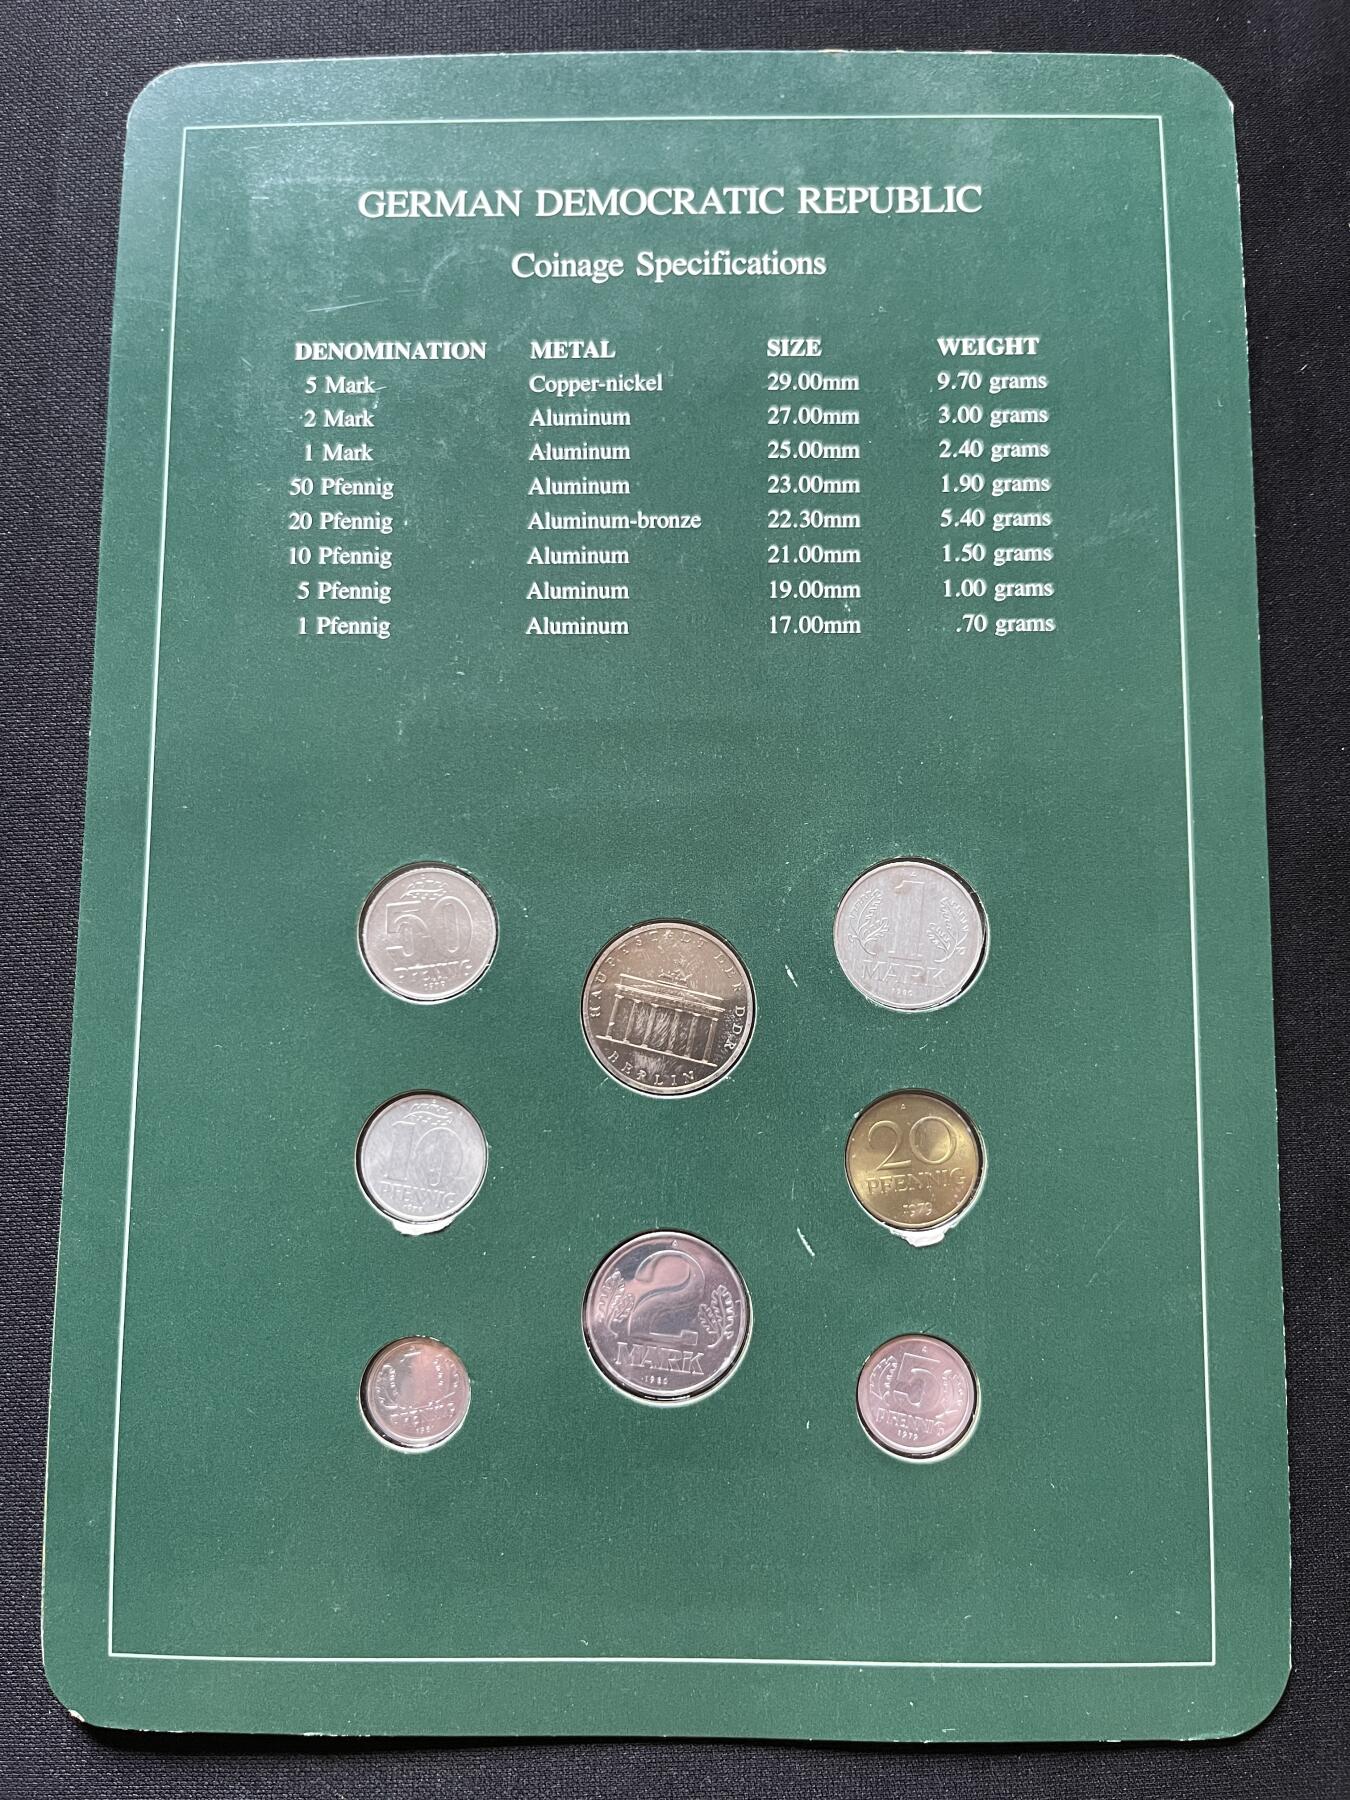 GERMAN DEMOCRATIC REPUBLIC
Coinage Specifications
DENOMINATION METAL SIZE WEIGHT
5 Mark Copper-nickel 29.00mm 9.70 grams
2 Mark Aluminum 27.00mm 3.00 grams
1 Mark Aluminum 25.00mm 2.40 grams
50 Pfennig Aluminum 23.00mm 1.90 grams
20 Pfennig Aluminum-bronze 22.30mm 5.40 grams
10 Pfennig Aluminum 21.00mm 1.50 grams
5 Pfennig Aluminum 19.00mm 1.00 grams
1 Pfennig Aluminum 17.00mm .70 grams
50
PFENNIG
1979
HAUPTSTADT DER DDR
BERLIN
A
1
MARK
1980
10
PFENNIG
A
20
PFENNIG
1979
A
2
MARK
1980
1
PFENNIG
A
5
PFENNIG
1979